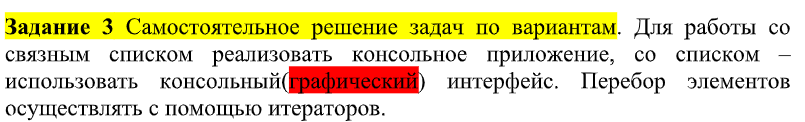 Задание 3 Самостоятельное решение задач по вариантам. Для работы со
связным списком реализовать консольное приложение, со списком –
использовать консольный(графический) интерфейс. Перебор элементов
осуществлять с помощью итераторов.